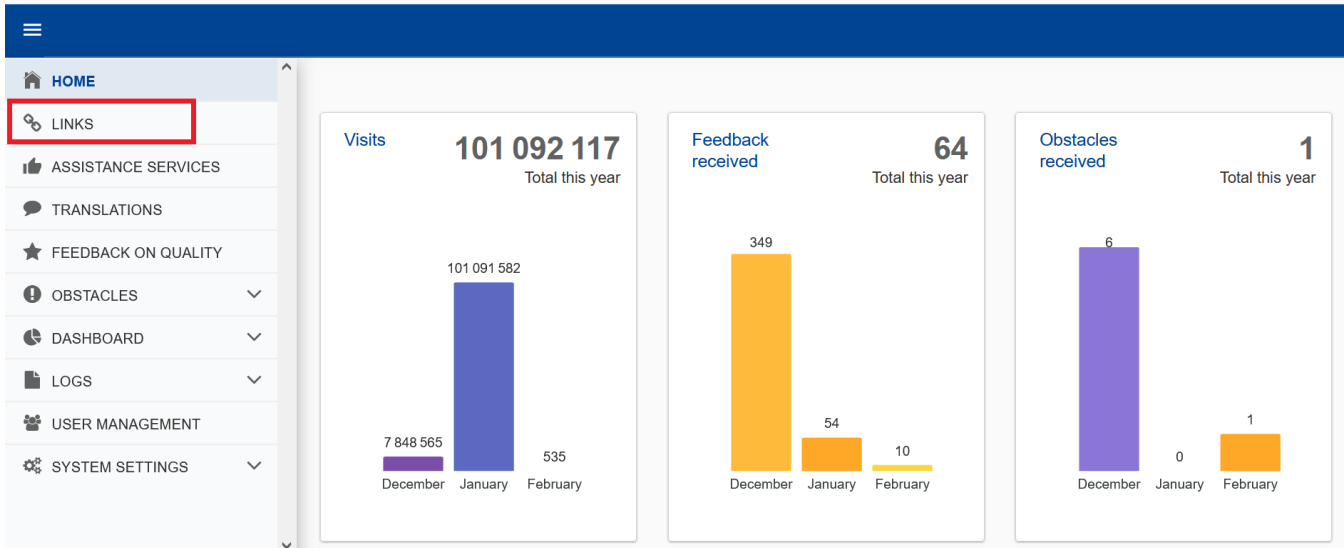 HOME
LINKS
ASSISTANCE SERVICES
TRANSLATIONS
FEEDBACK ON QUALITY
OBSTACLES
DASHBOARD
LOGS
USER MANAGEMENT
SYSTEM SETTINGS
Visits
101 092 117
Total this year
101 091 582
7 848 565
535
December January February
Feedback
received
64
Total this year
349
54
10
December January February
Obstacles
received
1
Total this year
6
0
1
December January February